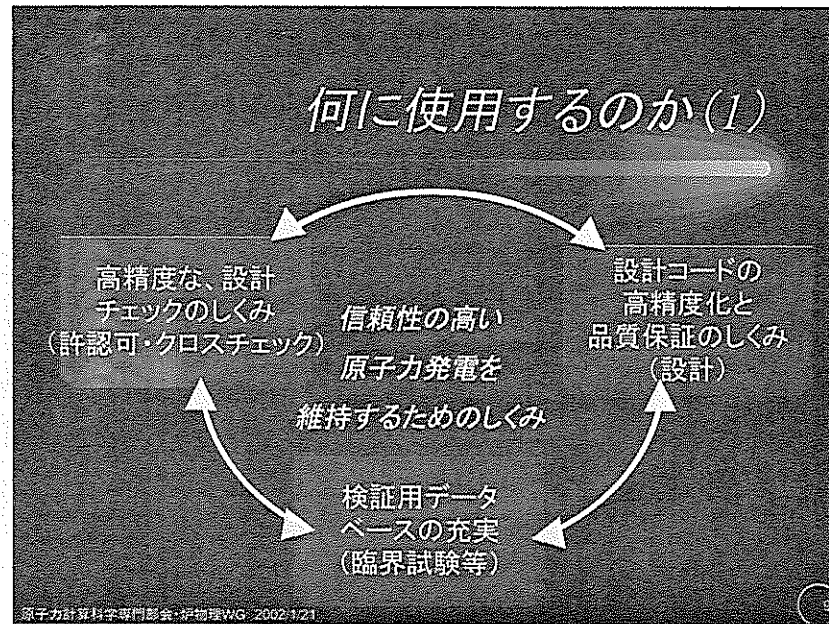 何に使用するのか(1)
高精度な、設計
チェックのしくみ
(許認可・クロスチェック)
信頼性の高い
原子力発電を
維持するためのしくみ
設計コードの
高精度化と
品質保証のしくみ
(設計)
検証用データ
ベースの充実
(臨界試験等)
原子力計算科学専門部会・炉物理WG 2002/1/21